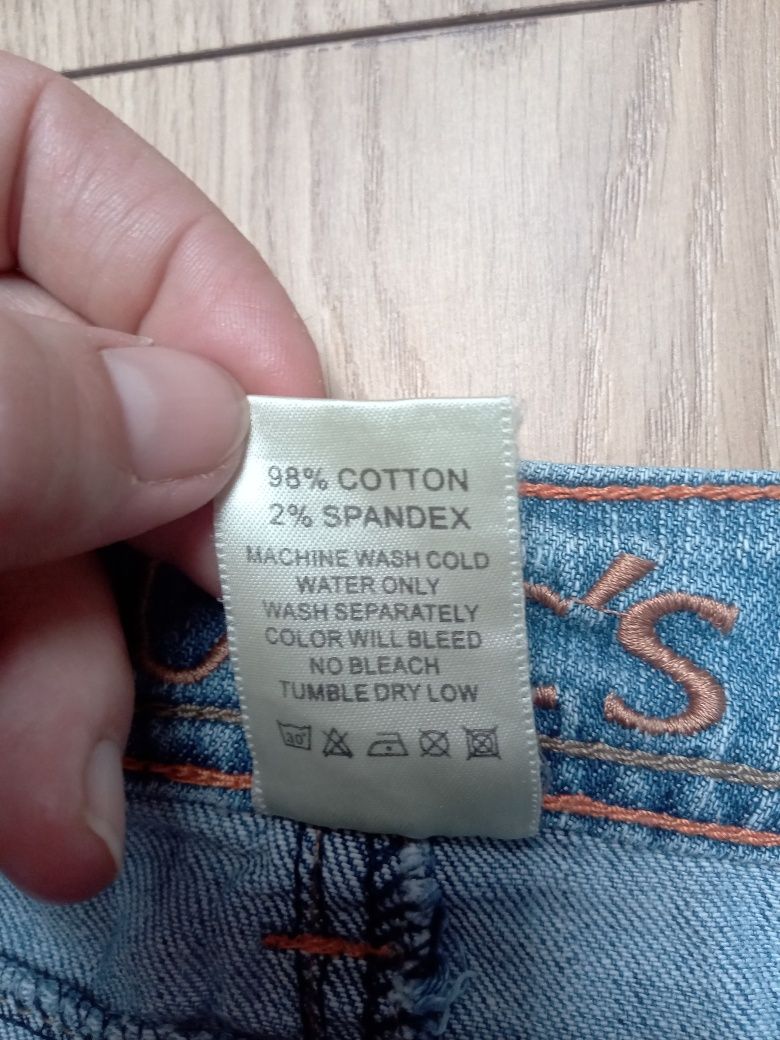 98% COTTON
2% SPANDEX
MACHINE WASH COLD
WATER ONLY
WASH SEPARATELY
COLOR WILL BLEED
NO BLEACH
TUMBLE DRY LOW
30°
'S